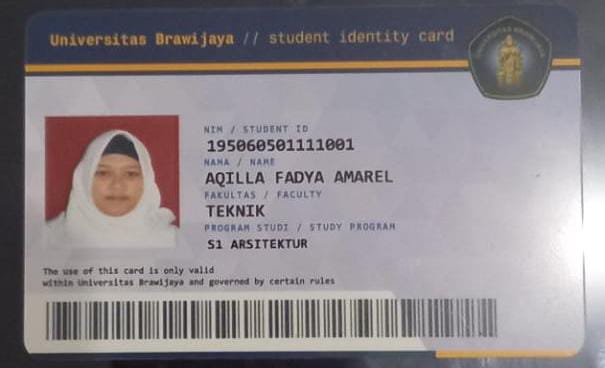 Universitas Brawijaya // student identity card
UNIVERSITAS BRAWIJAYA
NIM / STUDENT ID
195060501111001
NAMA / NAME
AQILLA FADYA AMAREL
FAKULTAS / FACULTY
TEKNIK
PROGRAM STUDI / STUDY PROGRAM
S1 ARSITEKTUR
The use of this card is only valid
within Universitas Brawijaya and governed by certain rules